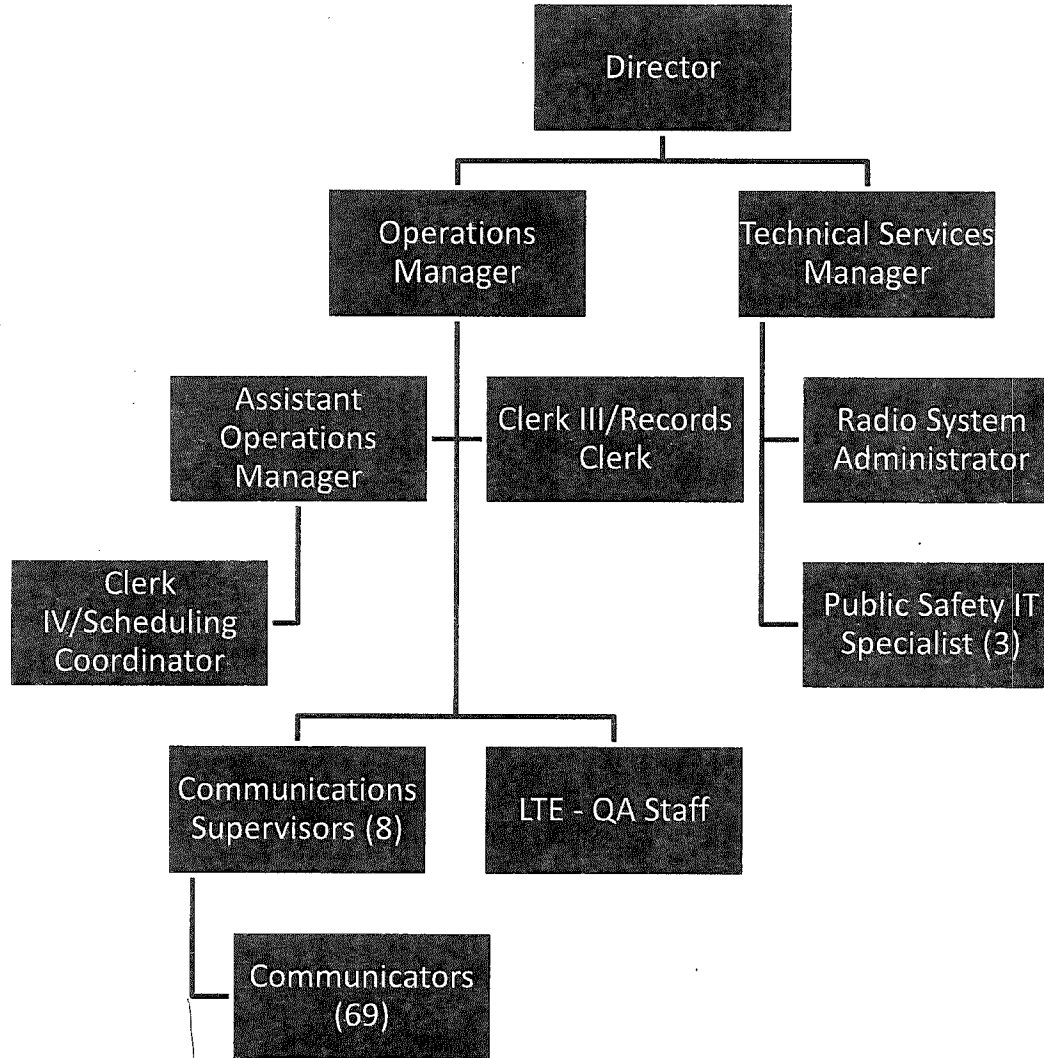 Director
Operations
Manager
Technical Services
Manager
Assistant
Operations
Manager
Clerk III/Records
Clerk
Radio System
Administrator
Clerk
IV/Scheduling
Coordinator
Public Safety IT
Specialist (3)
Communications
Supervisors (8)
LTE - QA Staff
Communicators
(69)